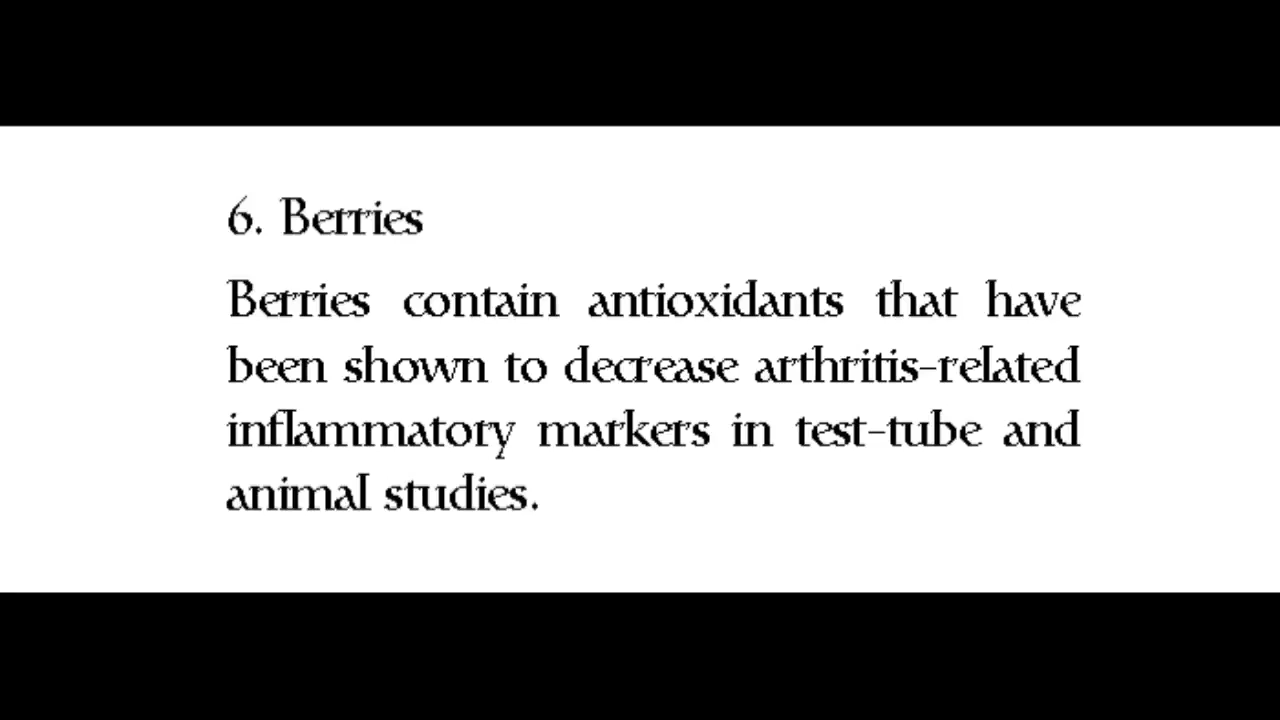 6. Berries
Berries contain antioxidants that have
been shown to decrease arthritis-related
inflammatory markers in test-tube and
animal studies.